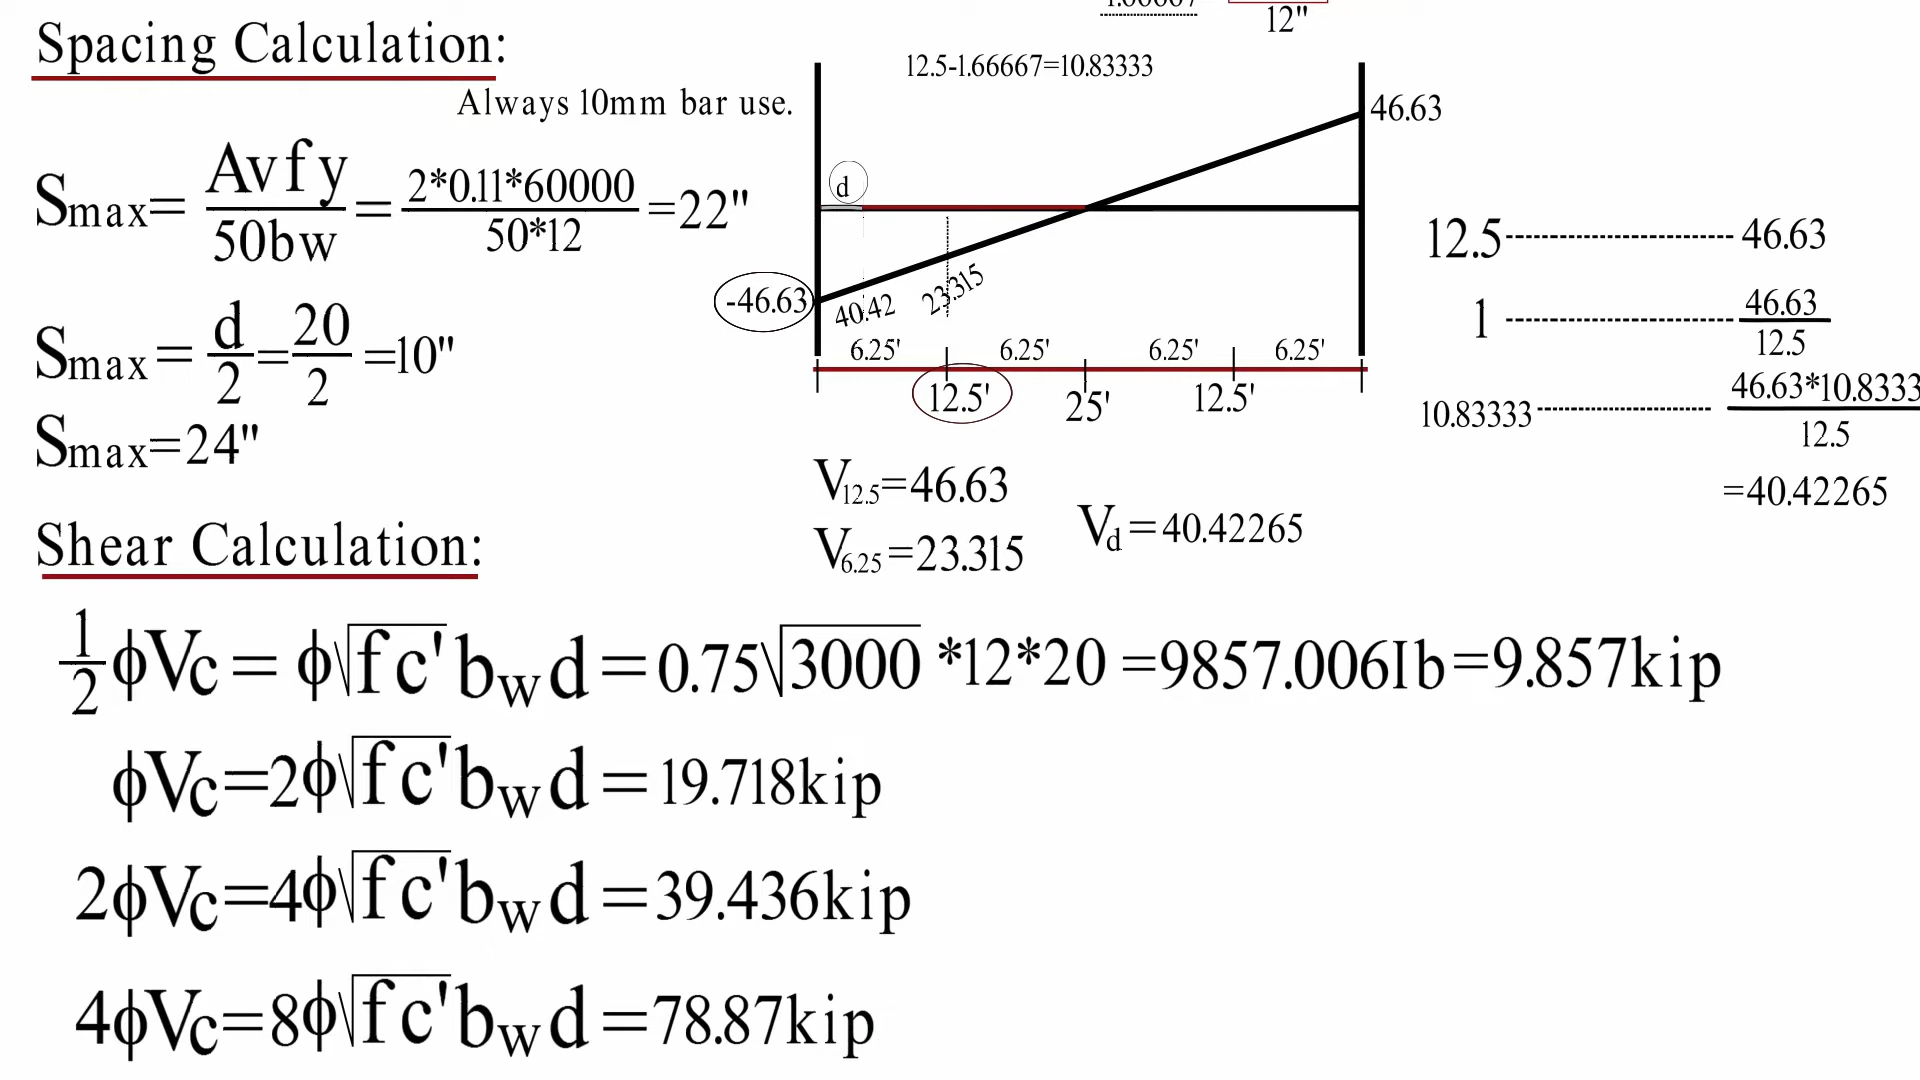 Spacing Calculation:
Always 10mm bar use.
Smax= Avfy/50bw = 2*0.11*60000/50*12 =22"
Smax = d/2 = 20/2 =10"
Smax=24"
12"
12.5-1.66667=10.83333
46.63
d
-46.63
40.42
23.315
6.25' 6.25' 6.25' 6.25'
12.5' 25' 12.5'
12.5 46.63
1 46.63/12.5
10.83333 46.63*10.8333/12.5
=40.42265
V12.5=46.63
V6.25=23.315
Vd=40.42265
Shear Calculation:
1/2 ϕVc = ϕ√fc' bwd = 0.75√3000 *12*20 =9857.006Ib=9.857kip
ϕVc=2ϕ√fc' bwd = 19.718kip
2ϕVc=4ϕ√fc' bwd = 39.436kip
4ϕVc=8ϕ√fc' bwd =78.87kip